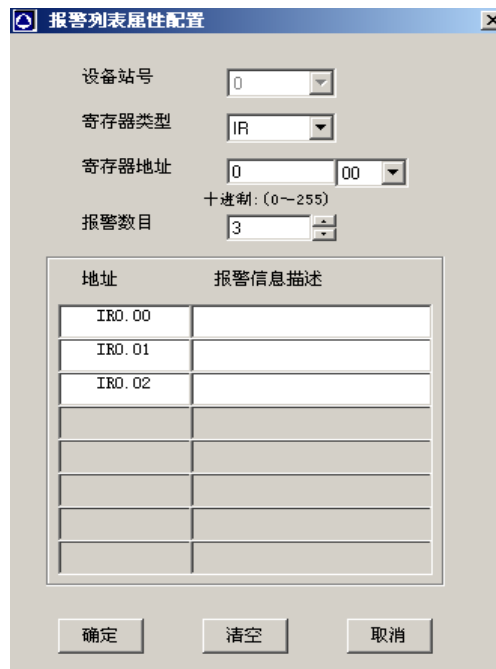 报警列表属性配置
设备站号 0
寄存器类型 IR
寄存器地址 0 00
十进制:(0--255)
报警数目 3
地址 报警信息描述
IR0.00
IR0.01
IR0.02
确定 清空 取消